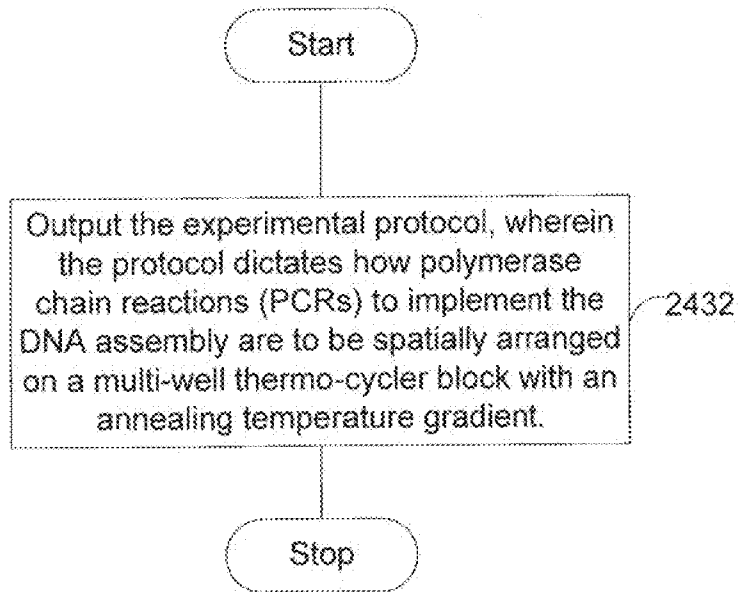 Start
Output the experimental protocol, wherein
the protocol dictates how polymerase
chain reactions (PCRs) to implement the
DNA assembly are to be spatially arranged
on a multi-well thermo-cycler block with an
annealing temperature gradient.
2432
Stop